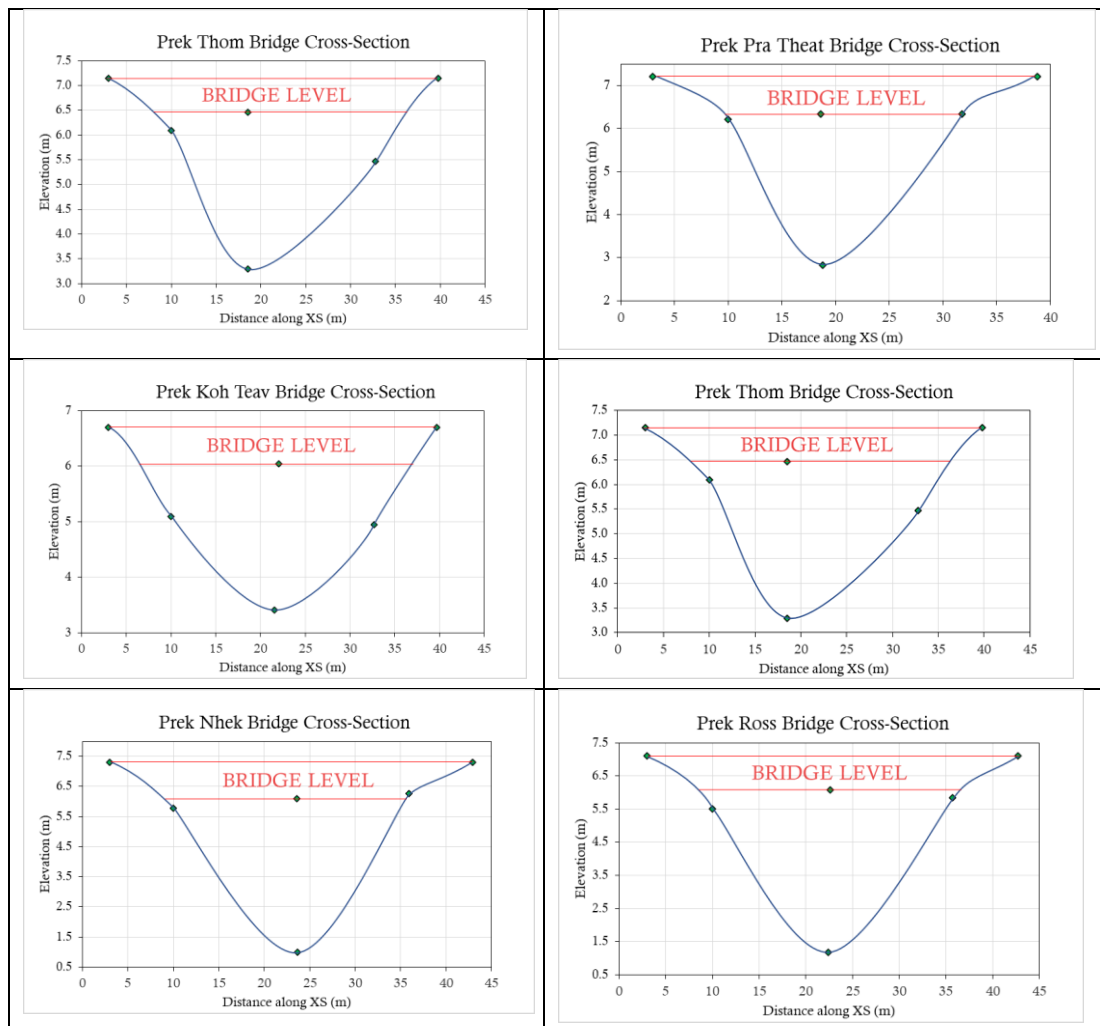 Prek Thom Bridge Cross-Section
7.5
7.0
6.5
6.0
5.5
5.0
4.5
4.0
3.5
3.0
Elevation (m)
BRIDGE LEVEL
0 5 10 15 20 25 30 35 40 45
Distance along XS (m)
Prek Pra Theat Bridge Cross-Section
7
6
5
4
3
2
Elevation (m)
BRIDGE LEVEL
0 5 10 15 20 25 30 35 40
Distance along XS (m)
Prek Koh Teav Bridge Cross-Section
7
6
5
4
3
Elevation (m)
BRIDGE LEVEL
0 5 10 15 20 25 30 35 40 45
Distance along XS (m)
Prek Thom Bridge Cross-Section
7.5
7.0
6.5
6.0
5.5
5.0
4.5
4.0
3.5
3.0
Elevation (m)
BRIDGE LEVEL
0 5 10 15 20 25 30 35 40 45
Distance along XS (m)
Prek Nhek Bridge Cross-Section
7.5
6.5
5.5
4.5
3.5
2.5
1.5
0.5
Elevation (m)
BRIDGE LEVEL
0 5 10 15 20 25 30 35 40 45
Distance along XS (m)
Prek Ross Bridge Cross-Section
7.5
6.5
5.5
4.5
3.5
2.5
1.5
0.5
Elevation (m)
BRIDGE LEVEL
0 5 10 15 20 25 30 35 40 45
Distance along XS (m)